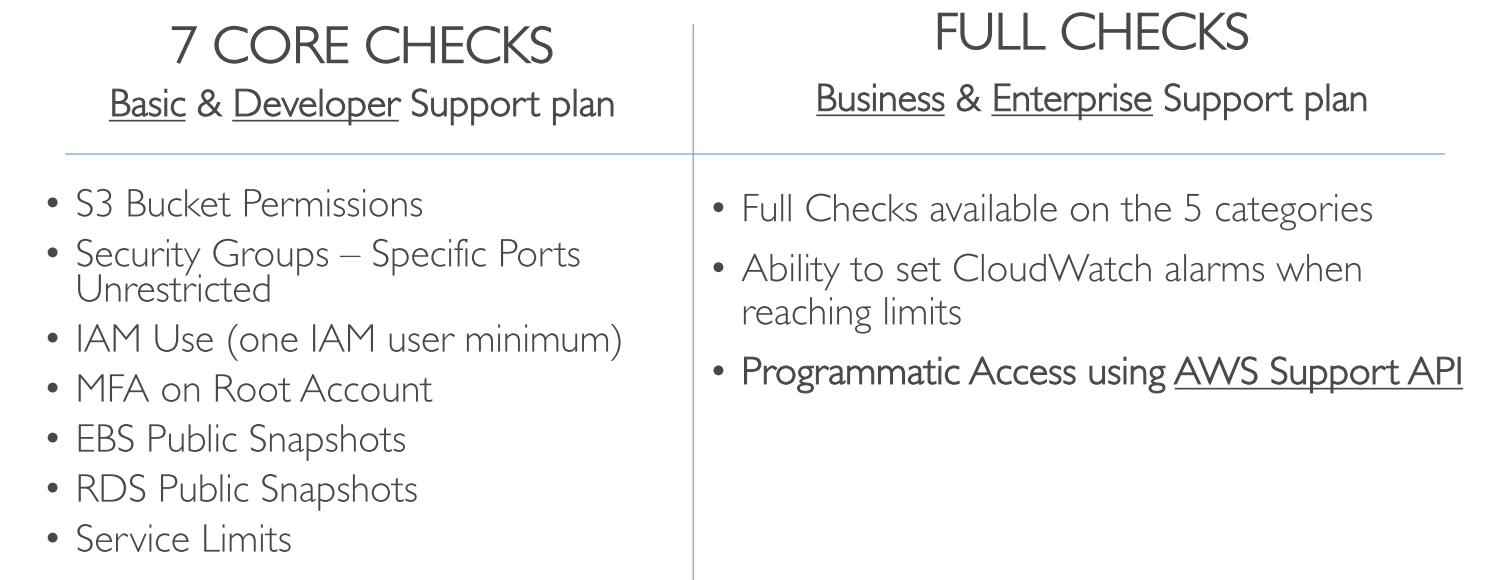 7 CORE CHECKS
Basic & Developer Support plan
• S3 Bucket Permissions
• Security Groups – Specific Ports
Unrestricted
• IAM Use (one IAM user minimum)
• MFA on Root Account
• EBS Public Snapshots
• RDS Public Snapshots
• Service Limits
FULL CHECKS
Business & Enterprise Support plan
• Full Checks available on the 5 categories
• Ability to set CloudWatch alarms when
reaching limits
• Programmatic Access using AWS Support API